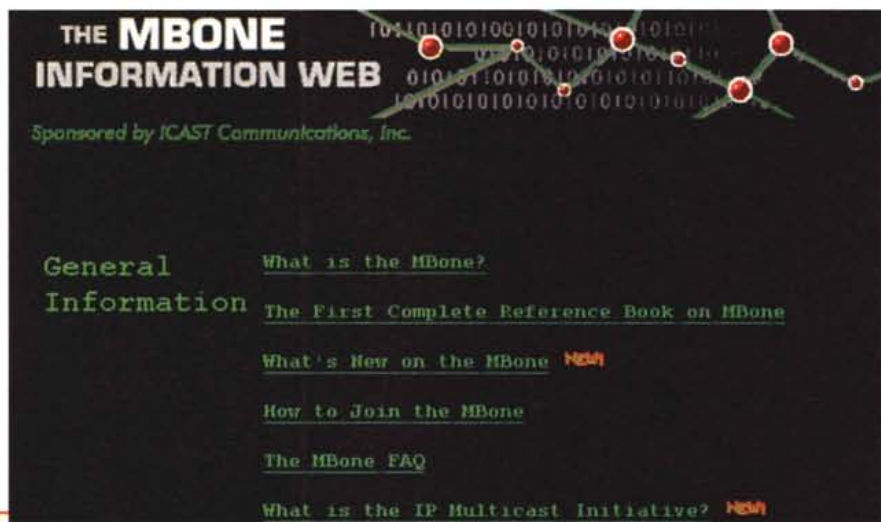 THE MBONE
INFORMATION WEB
Sponsored by ICAST Communications, Inc.
General
Information
What is the MBone?
The First Complete Reference Book on MBone
What's New on the MBone NEW!
How to Join the MBone
The MBone FAQ
What is the IP Multicast Initiative? NEW!